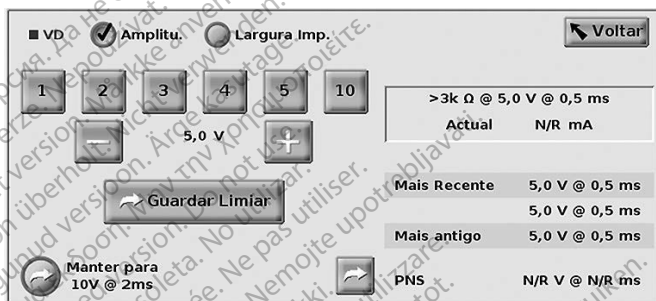 VD Amplitu. Largura Imp. Voltar
1 2 3 4 5 10
5,0 V
>3k Ω @ 5,0 V @ 0,5 ms
Actual N/R mA
Guardar Limiar
Mais Recente 5,0 V @ 0,5 ms
5,0 V @ 0,5 ms
Mais antigo 5,0 V @ 0,5 ms
Manter para
10V @ 2ms
PNS N/R V @ N/R ms